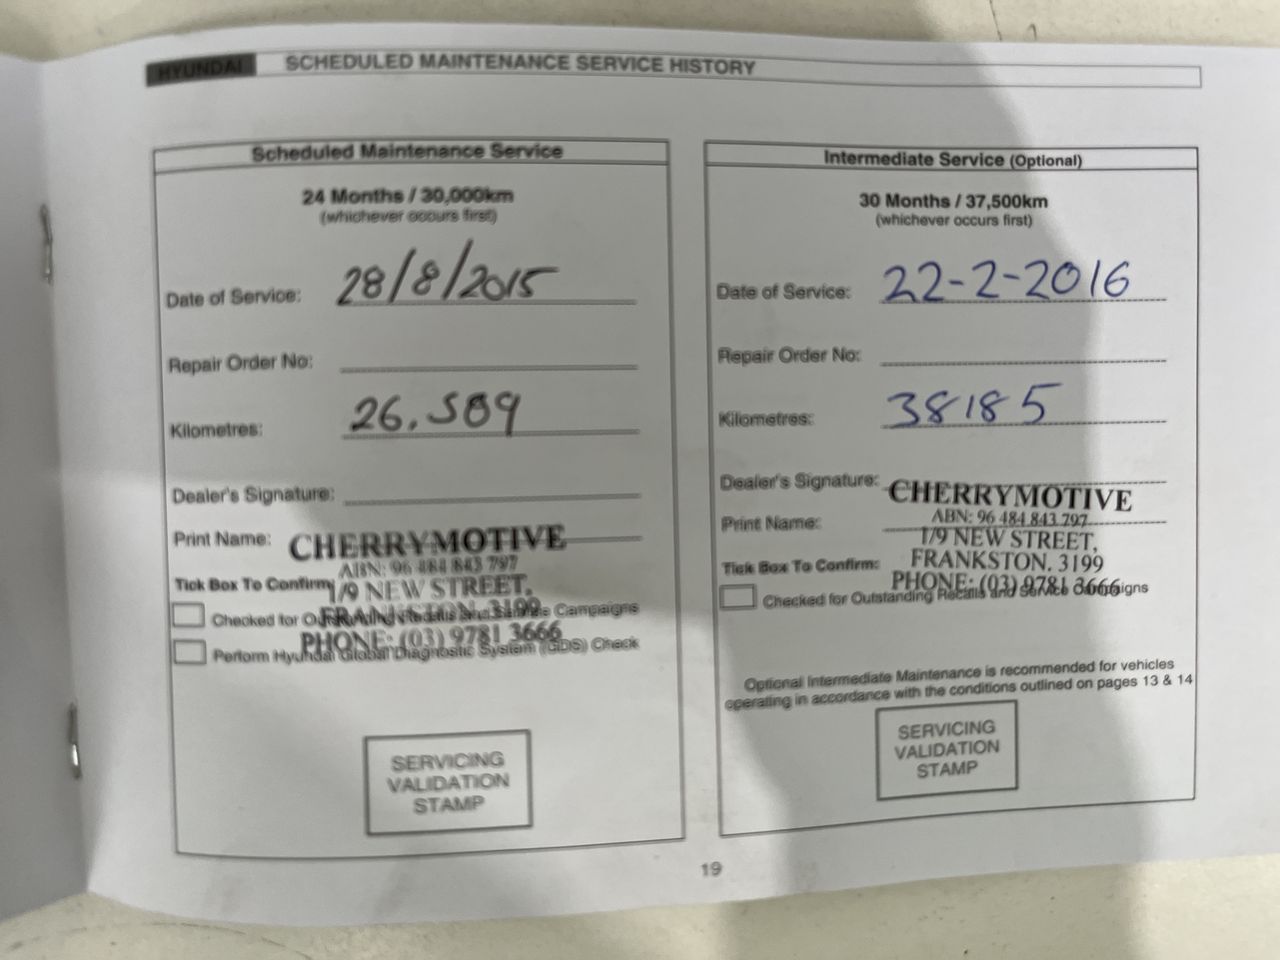 HYUNDAI
SCHEDULED MAINTENANCE SERVICE HISTORY
Scheduled Maintenance Service
24 Months / 30,000km
(whichever occurs first)
Date of Service: 28/8/2015
Repair Order No:
Kilometres: 26,589
Dealer's Signature:
Print Name:
CHERRYMOTIVE
ABN: 96 484 843 797
Tick Box To Confirm:
1/9 NEW STREET,
FRANKSTON. 3199
Checked for Outstanding Recalls and Service Campaigns
PHONE: (03) 9781 3666
Perform Hyundai Global Diagnostic System (GDS) Check
SERVICING
VALIDATION
STAMP
Intermediate Service (Optional)
30 Months / 37,500km
(whichever occurs first)
Date of Service: 22-2-2016
Repair Order No:
Kilometres: 38185
Dealer's Signature:
CHERRYMOTIVE
Print Name:
ABN: 96 484 843 797
1/9 NEW STREET,
Tick Box To Confirm:
FRANKSTON. 3199
PHONE: (03) 9781 3666
Checked for Outstanding Recalls and Service Campaigns
Optional Intermediate Maintenance is recommended for vehicles
operating in accordance with the conditions outlined on pages 13 & 14
SERVICING
VALIDATION
STAMP
19